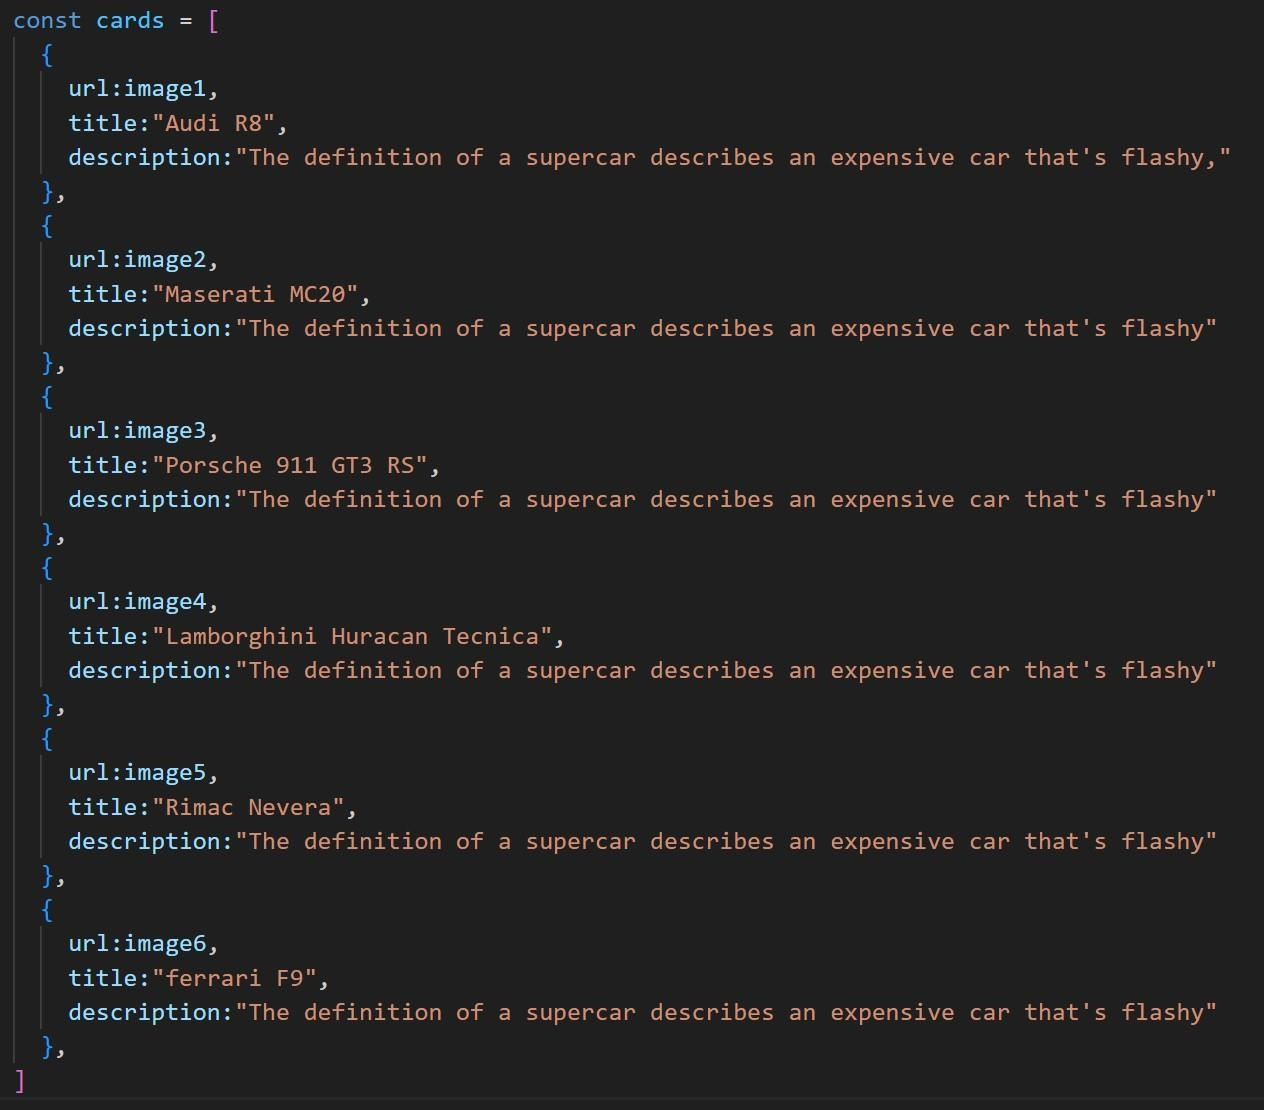 const cards = [
{
url:image1,
title:"Audi R8",
description:"The definition of a supercar describes an expensive car that's flashy,"
},
{
url:image2,
title:"Maserati MC20",
description:"The definition of a supercar describes an expensive car that's flashy"
},
{
url:image3,
title:"Porsche 911 GT3 RS",
description:"The definition of a supercar describes an expensive car that's flashy"
},
{
url:image4,
title:"Lamborghini Huracan Tecnica",
description:"The definition of a supercar describes an expensive car that's flashy"
},
{
url:image5,
title:"Rimac Nevera",
description:"The definition of a supercar describes an expensive car that's flashy"
},
{
url:image6,
title:"ferrari F9",
description:"The definition of a supercar describes an expensive car that's flashy"
},
]